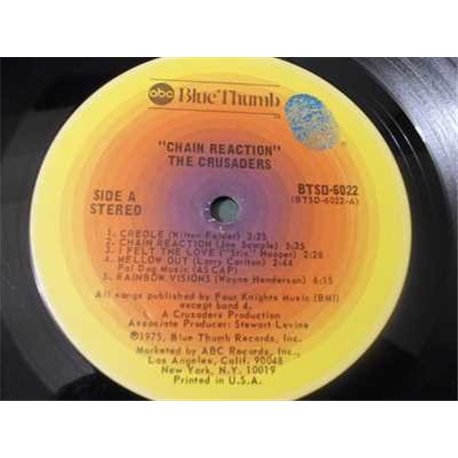 abc Blue Thumb
"CHAIN REACTION"
THE CRUSADERS
SIDE A
STEREO
BTSD-6022
(BTSD-6022-A)
1. CREOLE (Wilton Felder) 3:35
2. CHAIN REACTION (Joe Sample) 5:35
3. I FELT THE LOVE ("Stix" Hooper) 2:28
4. MELLOW OUT (Larry Carlton) 2:44
Pal Dog Music (ASCAP)
5. RAINBOW VISIONS (Wayne Henderson) 6:15
All songs published by Four Knights Music (BMI)
except band 4.
A Crusaders Production
Associate Producer: Stewart Levine
©1975, Blue Thumb Records, Inc.
Marketed by ABC Records, Inc.,
Los Angeles, Calif. 90048
New York, N.Y. 10019
Printed in U.S.A.